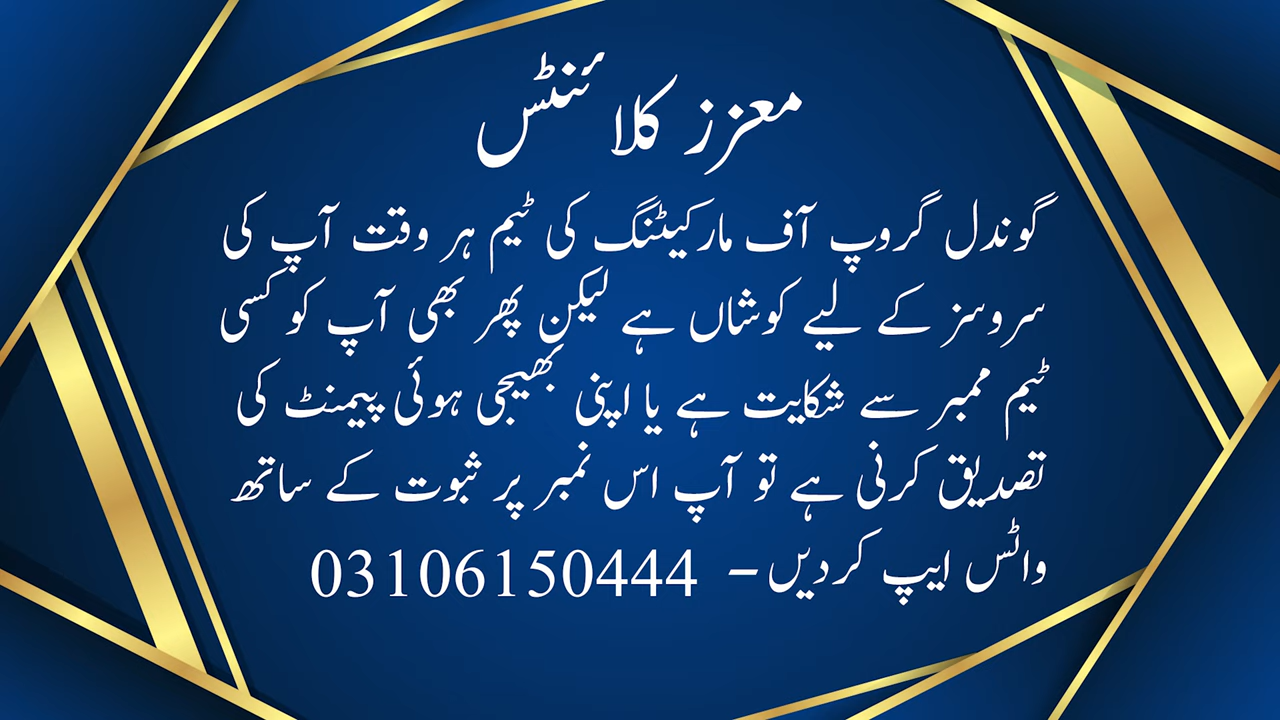 معزز کلائنٹس
گوندل گروپ آف مارکیٹنگ کی ٹیم ہر وقت آپ کی
سروسز کے لیے کوشاں ہے لیکن پھر بھی آپ کو کسی
ٹیم ممبر سے شکایت ہے یا اپنی بھیجی ہوئی پیمنٹ کی
تصدیق کرنی ہے تو آپ اس نمبر پر ثبوت کے ساتھ
واٹس ایپ کردیں۔ 03106150444